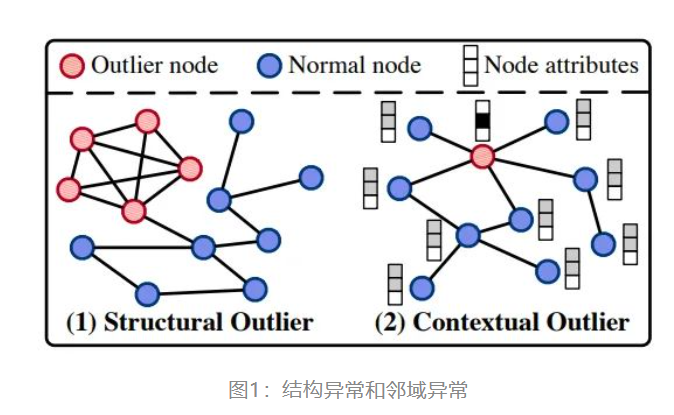 Outlier node Normal node Node attributes
(1) Structural Outlier (2) Contextual Outlier
图1：结构异常和邻域异常